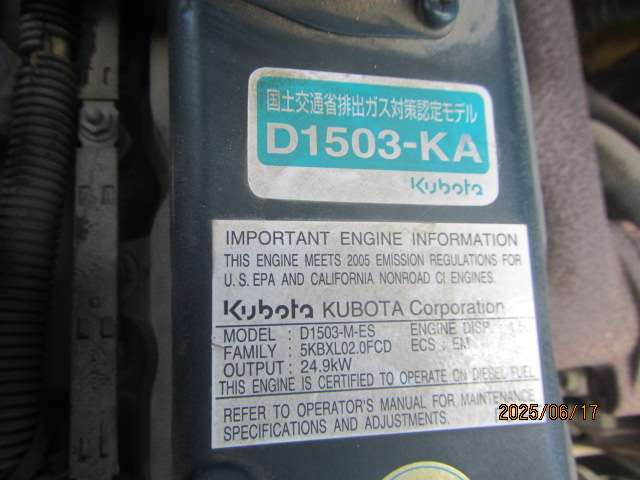 国土交通省排出ガス対策認定モデル
D1503-KA
Kubota
IMPORTANT ENGINE INFORMATION
THIS ENGINE MEETS 2005 EMISSION REGULATIONS FOR
U.S. EPA AND CALIFORNIA NONROAD CI ENGINES.
Kubota KUBOTA Corporation
MODEL : D1503-M-ES ENGINE DISP.
FAMILY : 5KBXL02.0FCD ECS : EM
OUTPUT : 24.9kW
THIS ENGINE IS CERTIFIED TO OPERATE ON DIESEL FUEL.
REFER TO OPERATOR'S MANUAL FOR MAINTENANCE
SPECIFICATIONS AND ADJUSTMENTS.
2025/06/17